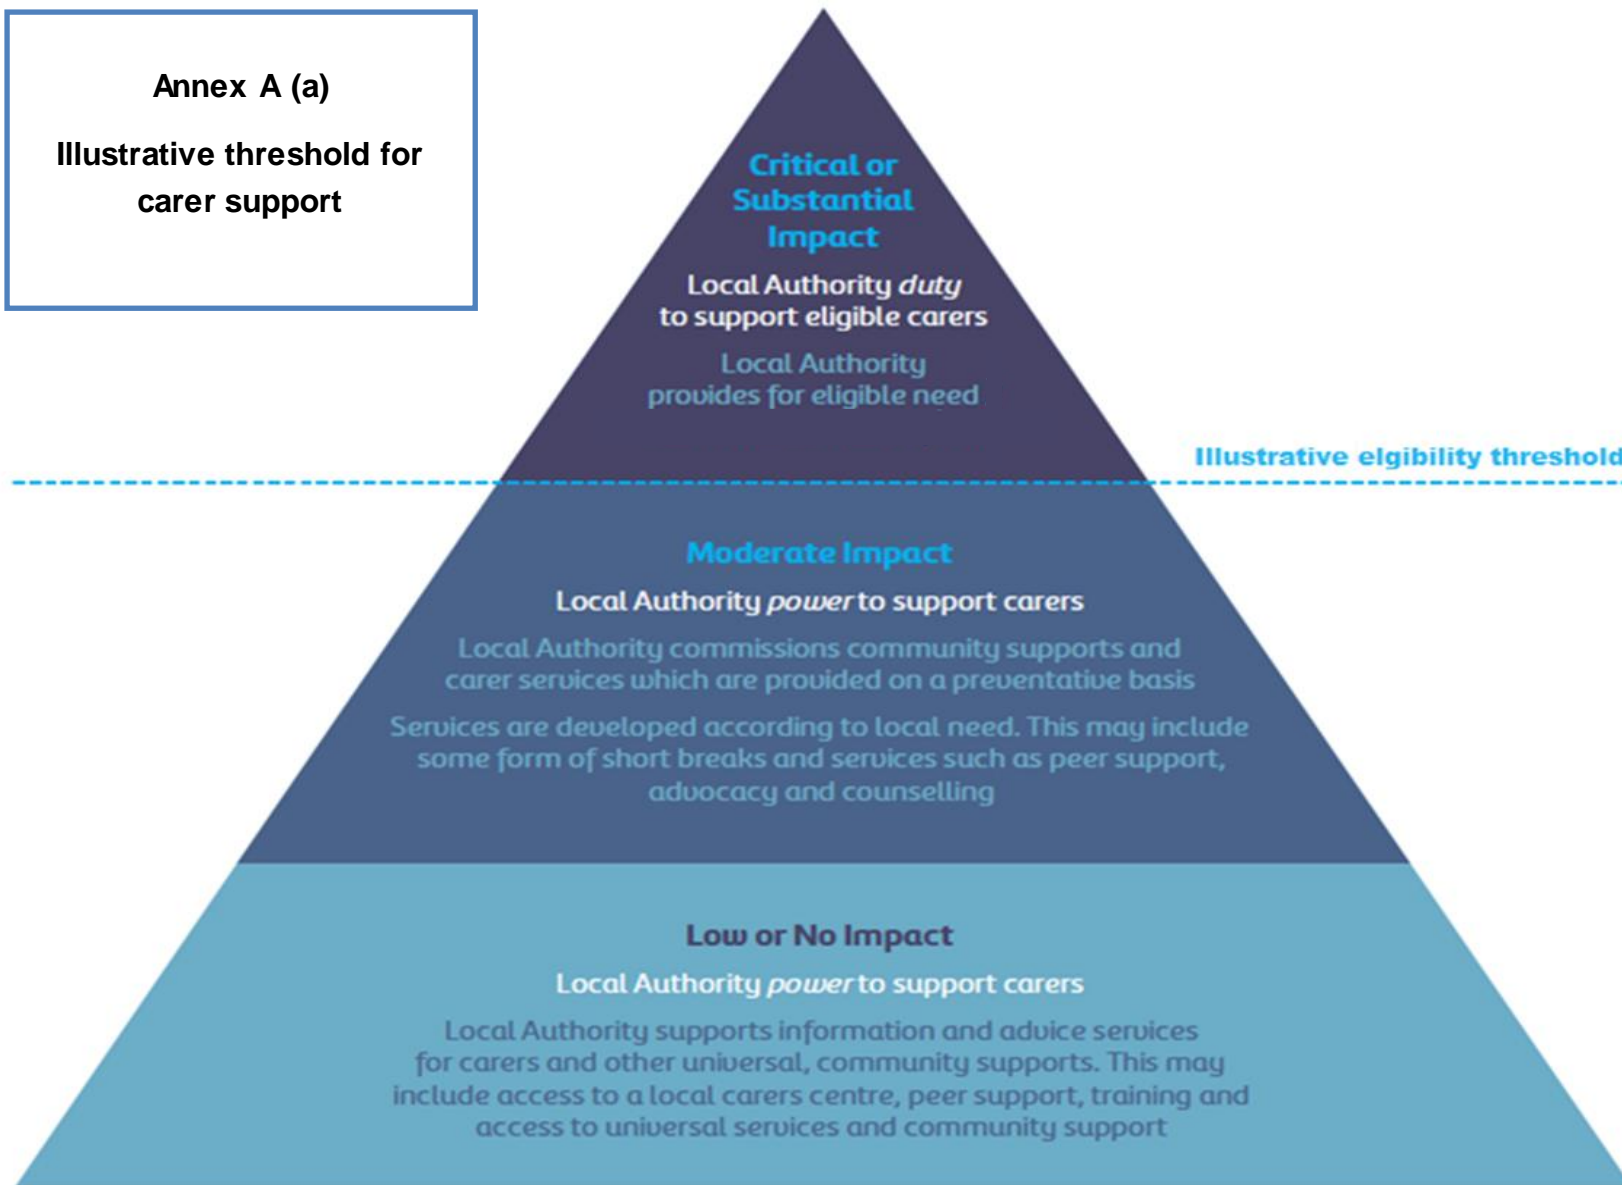 Annex A (a)
Illustrative threshold for
carer support
Critical or
Substantial
Impact
Local Authority duty
to support eligible carers
Local Authority
provides for eligible need
Illustrative elgibility threshold
Moderate Impact
Local Authority power to support carers
Local Authority commissions community supports and
carer services which are provided on a preventative basis
Services are developed according to local need. This may include
some form of short breaks and services such as peer support,
advocacy and counselling
Low or No Impact
Local Authority power to support carers
Local Authority supports information and advice services
for carers and other universal, community supports. This may
include access to a local carers centre, peer support, training and
access to universal services and community support